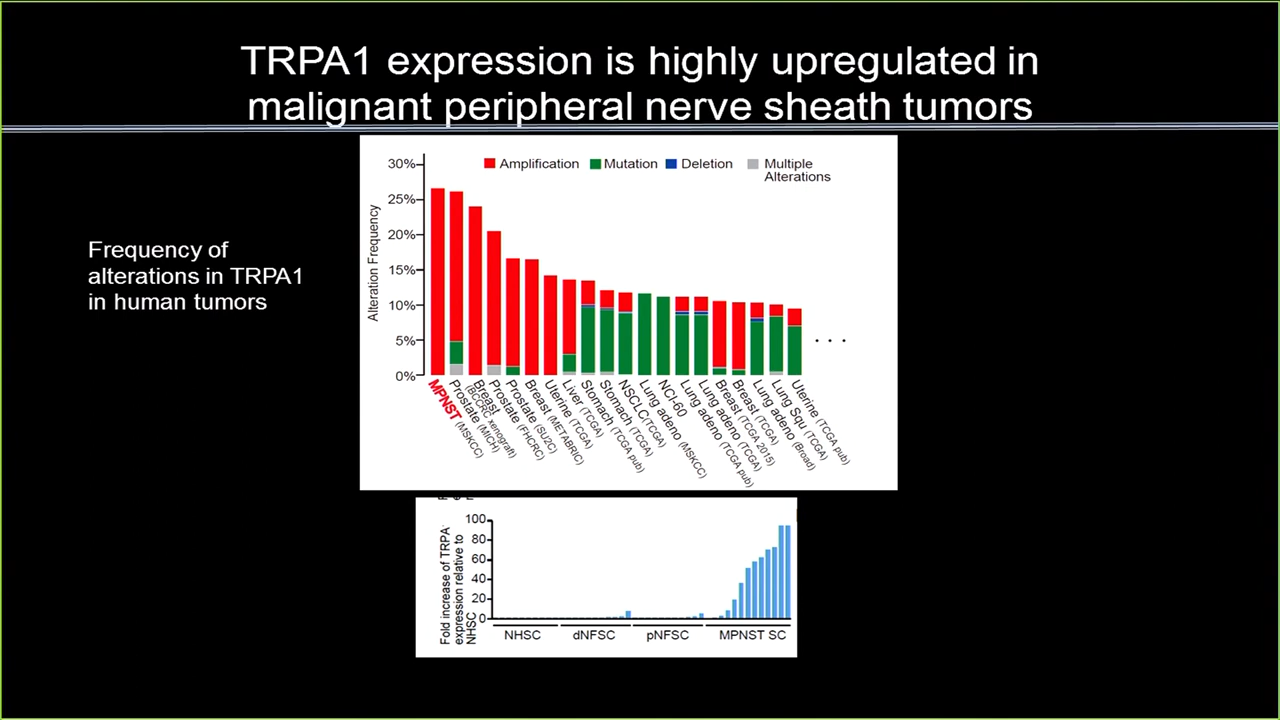 TRPA1 expression is highly upregulated in
malignant peripheral nerve sheath tumors
Frequency of
alterations in TRPA1
in human tumors
Alteration Frequency
30%
25%
20%
15%
10%
5%
0%
Amplification
Mutation
Deletion
Multiple
Alterations
MPNST (MSKCC)
Prostate (MICH)
Breast
(BCCRC xenograft)
Prostate (FHCRC)
Prostate (SU2C)
Breast (METABRIC)
Uterine (TCGA)
Liver (TCGA)
Stomach (TCGA pub)
Stomach (TCGA)
NSCLC(TCGA)
Lung adeno (MSKCC)
NCI-60
Lung adeno (TCGA pub)
Lung adeno (TCGA)
Breast (TCGA 2015)
Breast (TCGA)
Lung adeno (Broad)
Lung Squ (TCGA)
Uterine (TCGA pub)
. . .
Fold increase of TRPA
expression relative to
NHSC
100
80
60
40
20
0
NHSC
dNFSC
pNFSC
MPNST SC